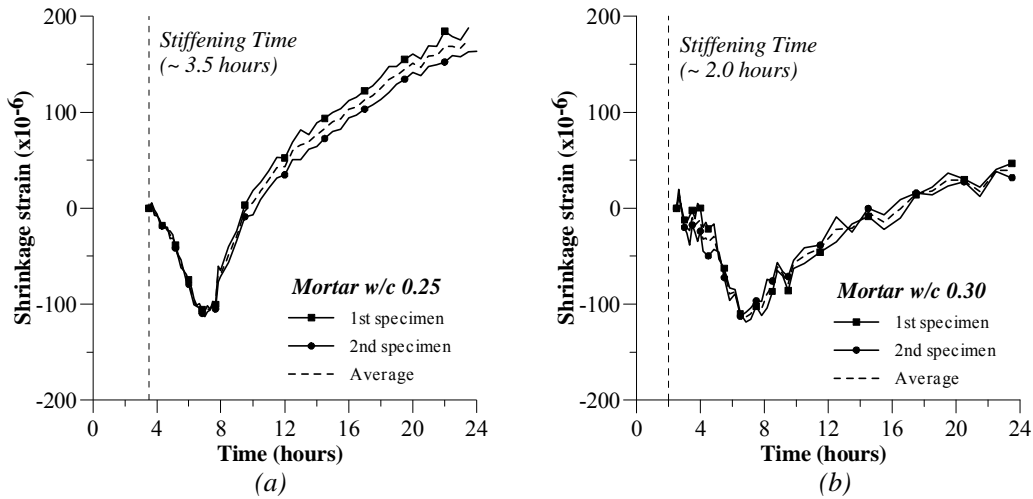 200
100
0
-100
-200
Shrinkage strain (x10-6)
Stiffening Time
(~ 3.5 hours)
Mortar w/c 0.25
1st specimen
2nd specimen
Average
0 4 8 12 16 20 24
Time (hours)
(a)
200
100
0
-100
-200
Shrinkage strain (x10-6)
Stiffening Time
(~ 2.0 hours)
Mortar w/c 0.30
1st specimen
2nd specimen
Average
0 4 8 12 16 20 24
Time (hours)
(b)